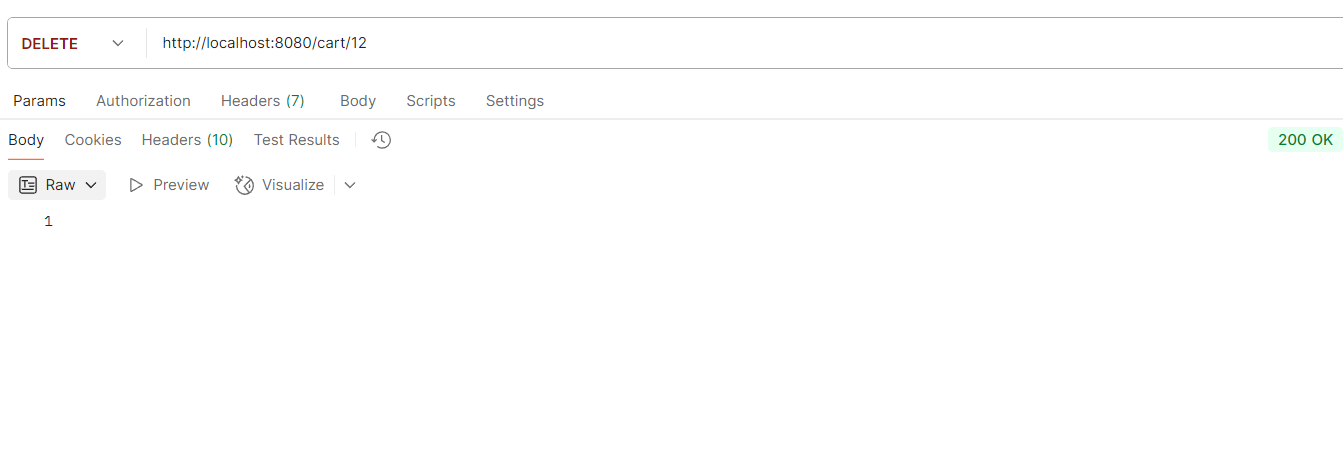 DELETE http://localhost:8080/cart/12
Params Authorization Headers (7) Body Scripts Settings
Body Cookies Headers (10) Test Results 200 OK
Raw Preview Visualize
1